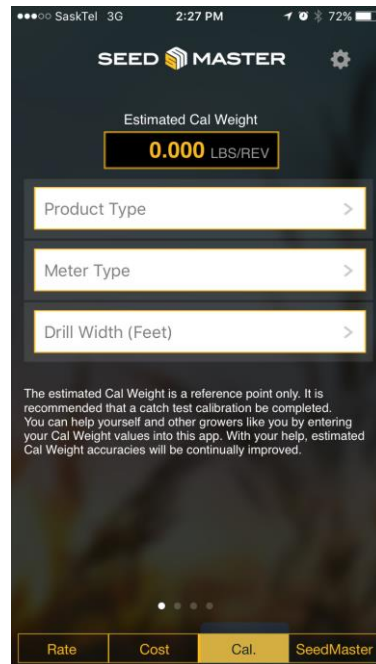 SaskTel 3G 2:27 PM 72%
SEED MASTER
Estimated Cal Weight
0.000 LBS/REV
Product Type >
Meter Type >
Drill Width (Feet) >
The estimated Cal Weight is a reference point only. It is
recommended that a catch test calibration be completed.
You can help yourself and other growers like you by entering
your Cal Weight values into this app. With your help, estimated
Cal Weight accuracies will be continually improved.
Rate Cost Cal. SeedMaster